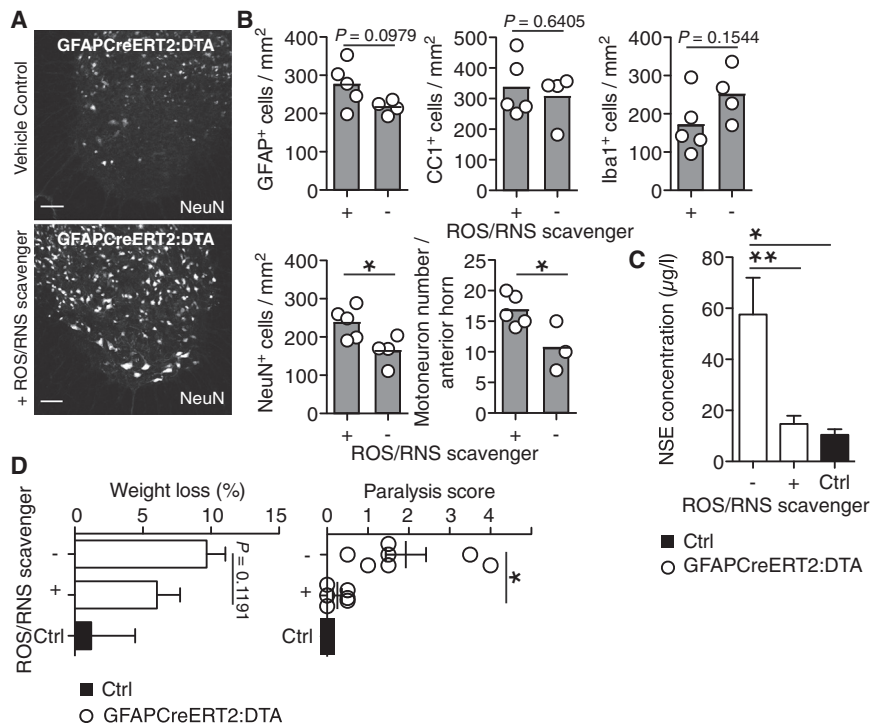 A
GFAPCreERT2:DTA
Vehicle Control
NeuN
GFAPCreERT2:DTA
+ ROS/RNS scavenger
NeuN
B
P = 0.0979
GFAP+ cells / mm2
400
300
200
100
0
+ -
P = 0.6405
CC1+ cells / mm2
500
400
300
200
100
0
+ -
P = 0.1544
Iba1+ cells / mm2
400
300
200
100
0
+ -
ROS/RNS scavenger
*
NeuN+ cells / mm2
400
300
200
100
0
+ -
*
Motoneuron number /
anterior horn
25
20
15
10
5
0
+ -
ROS/RNS scavenger
C
*
**
NSE concentration (µg/l)
80
60
40
20
0
- + Ctrl
ROS/RNS scavenger
Ctrl
GFAPCreERT2:DTA
D
Weight loss (%)
0 5 10 15
ROS/RNS scavenger
-
+
Ctrl
P = 0.1191
Paralysis score
0 1 2 3 4
-
+
Ctrl
*
Ctrl
GFAPCreERT2:DTA